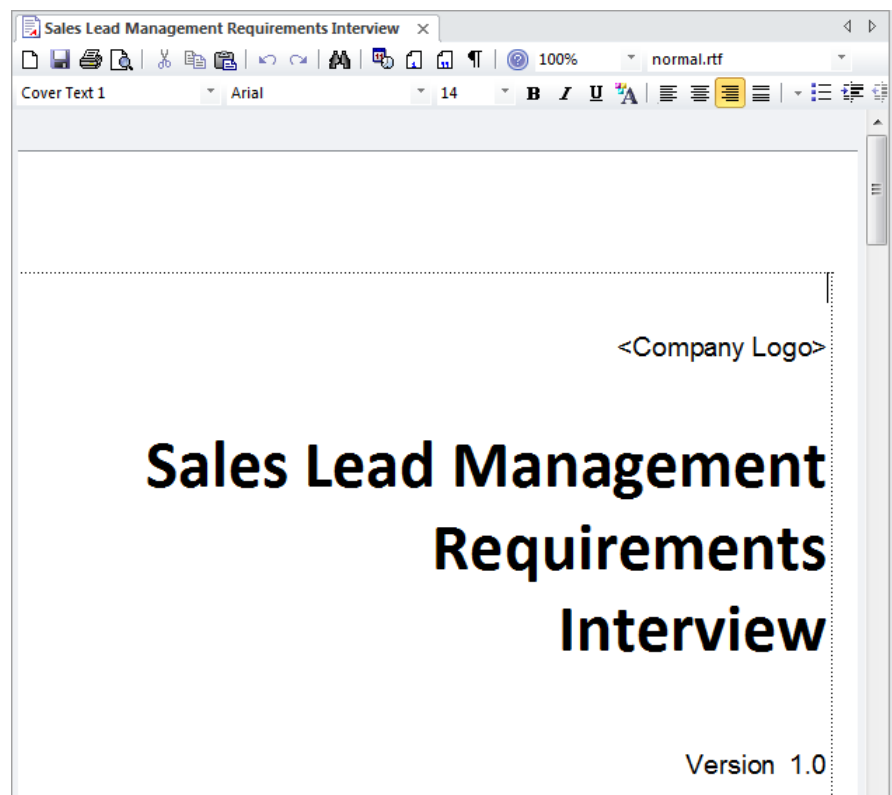 Sales Lead Management Requirements Interview
100% normal.rtf
Cover Text 1 Arial 14 B I U A
<Company Logo>
Sales Lead Management
Requirements
Interview
Version 1.0